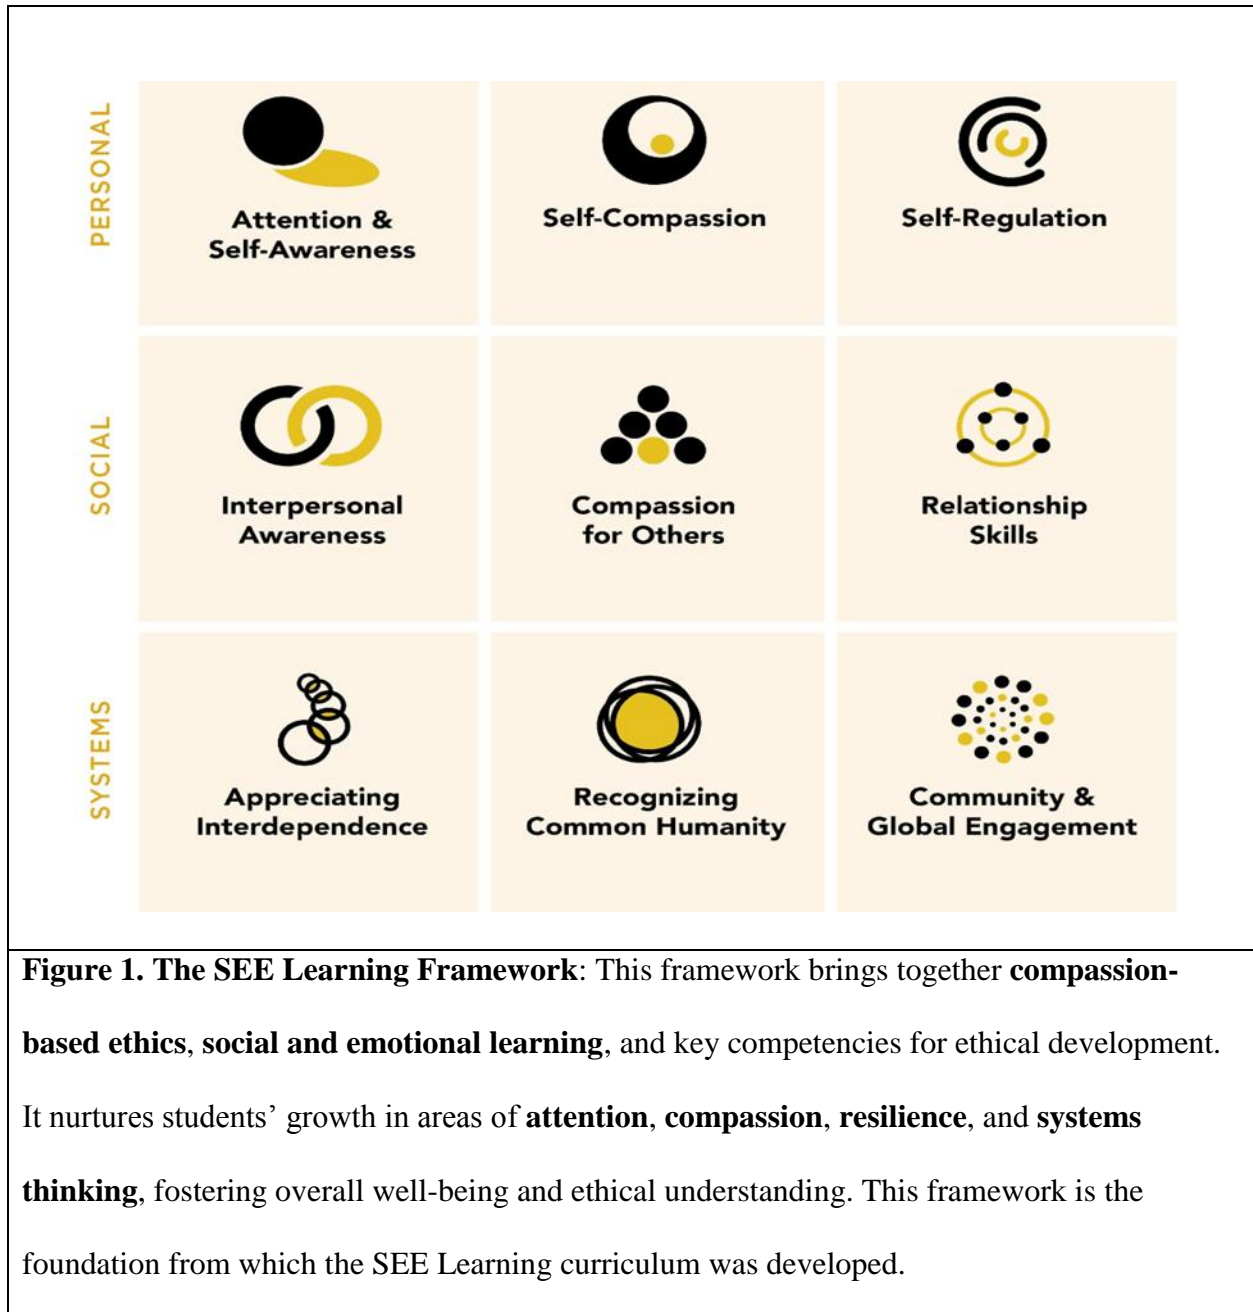 PERSONAL
Attention &
Self-Awareness
Self-Compassion
Self-Regulation
SOCIAL
Interpersonal
Awareness
Compassion
for Others
Relationship
Skills
SYSTEMS
Appreciating
Interdependence
Recognizing
Common Humanity
Community &
Global Engagement
Figure 1. The SEE Learning Framework: This framework brings together compassion-
based ethics, social and emotional learning, and key competencies for ethical development.
It nurtures students’ growth in areas of attention, compassion, resilience, and systems
thinking, fostering overall well-being and ethical understanding. This framework is the
foundation from which the SEE Learning curriculum was developed.